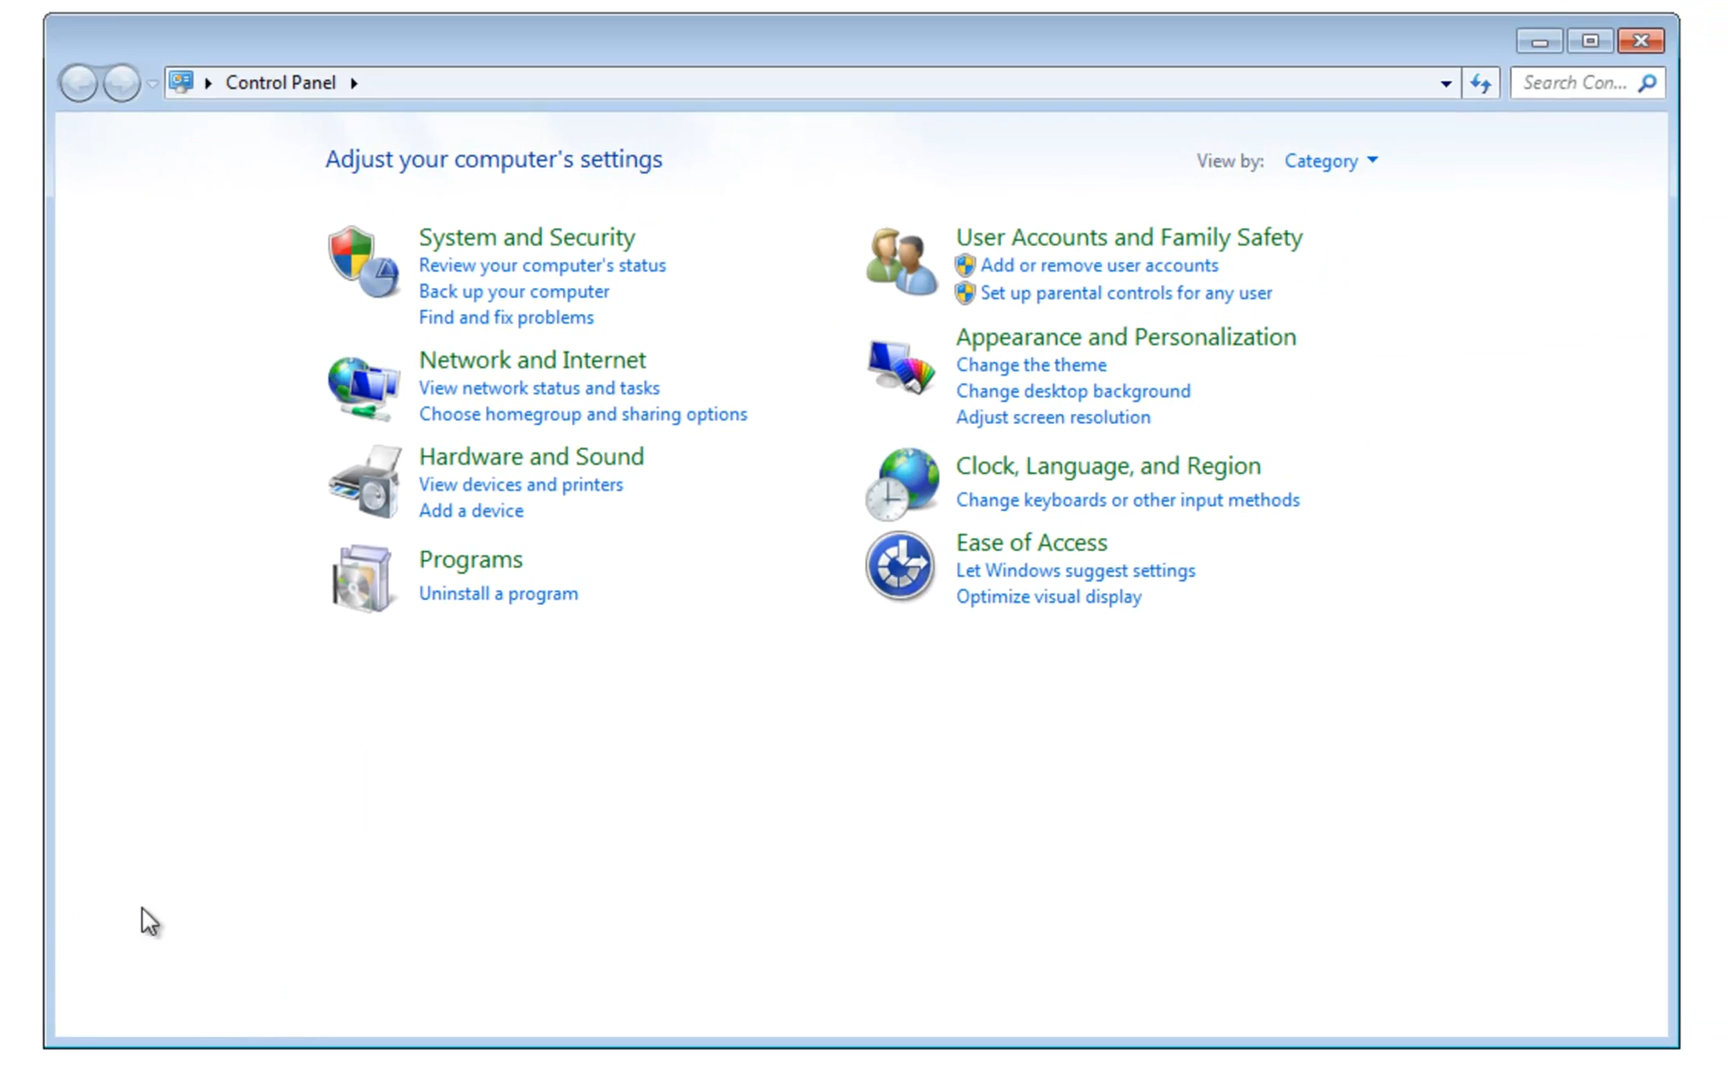 Control Panel
Search Con...
Adjust your computer's settings
View by: Category
System and Security
Review your computer's status
Back up your computer
Find and fix problems
Network and Internet
View network status and tasks
Choose homegroup and sharing options
Hardware and Sound
View devices and printers
Add a device
Programs
Uninstall a program
User Accounts and Family Safety
Add or remove user accounts
Set up parental controls for any user
Appearance and Personalization
Change the theme
Change desktop background
Adjust screen resolution
Clock, Language, and Region
Change keyboards or other input methods
Ease of Access
Let Windows suggest settings
Optimize visual display